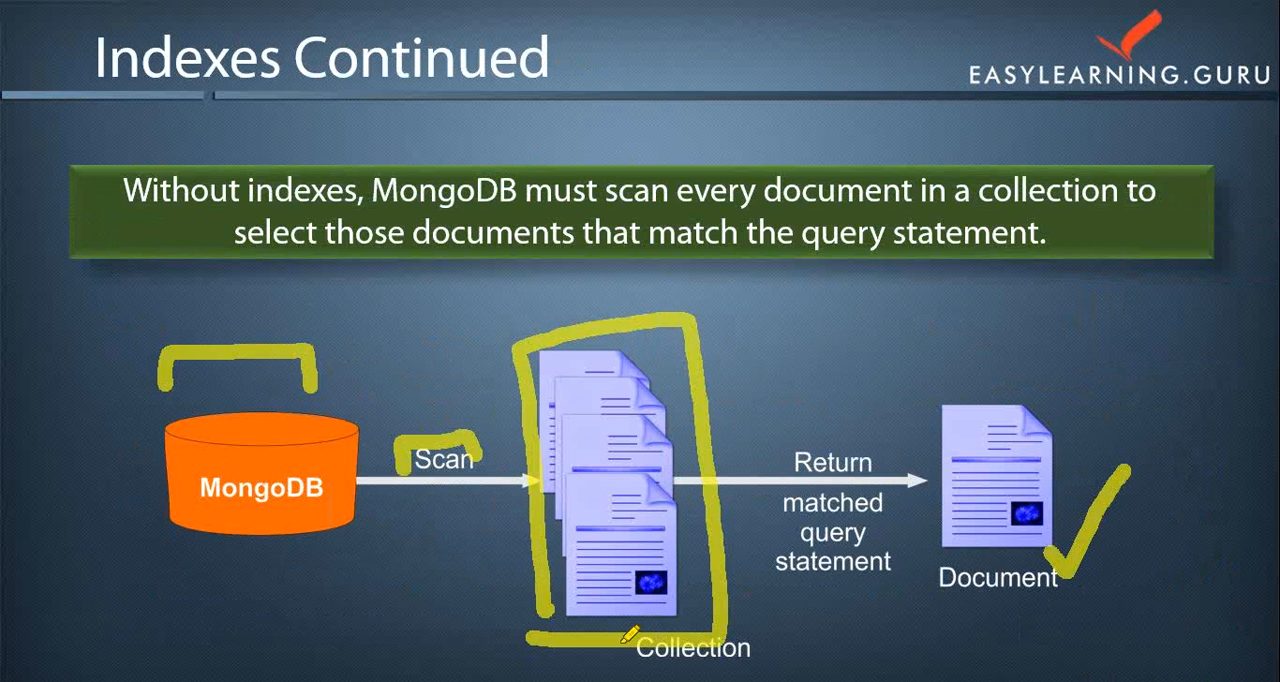 Indexes Continued
EASYLEARNING.GURU
Without indexes, MongoDB must scan every document in a collection to
select those documents that match the query statement.
MongoDB
Scan
Return
matched
query
statement
Document
Collection